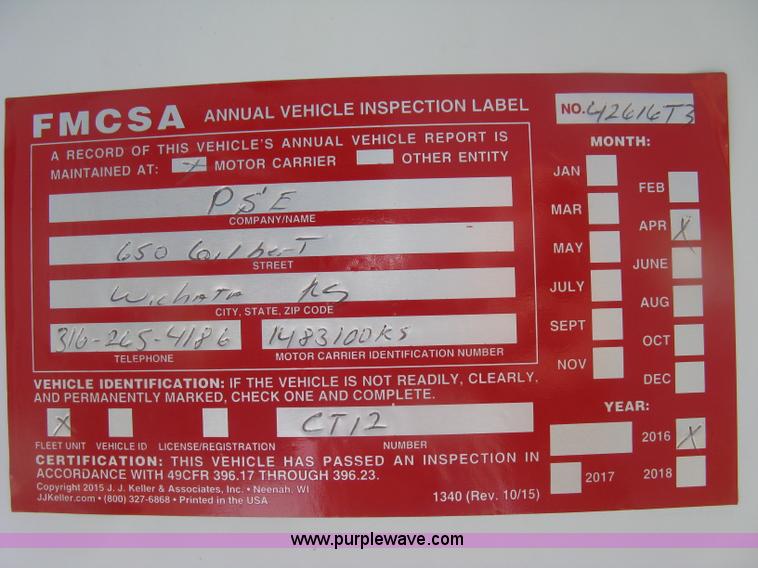 FMCSA ANNUAL VEHICLE INSPECTION LABEL
NO. 42616T3
A RECORD OF THIS VEHICLE'S ANNUAL VEHICLE REPORT IS
MAINTAINED AT: X MOTOR CARRIER OTHER ENTITY
PS'E
COMPANY/NAME
650 Gilbert
STREET
Wichata KS
CITY, STATE, ZIP CODE
316-265-4186 1483100KS
TELEPHONE MOTOR CARRIER IDENTIFICATION NUMBER
MONTH:
JAN
FEB
MAR
APR X
MAY
JUNE
JULY
AUG
SEPT
OCT
NOV
DEC
VEHICLE IDENTIFICATION: IF THE VEHICLE IS NOT READILY, CLEARLY,
AND PERMANENTLY MARKED, CHECK ONE AND COMPLETE.
X CT12
FLEET UNIT VEHICLE ID LICENSE/REGISTRATION NUMBER
YEAR:
2016 X
2017 2018
CERTIFICATION: THIS VEHICLE HAS PASSED AN INSPECTION IN
ACCORDANCE WITH 49CFR 396.17 THROUGH 396.23.
Copyright 2015 J. J. Keller & Associates, Inc. • Neenah, WI
JJKeller.com • (800) 327-6868 • Printed in the USA
1340 (Rev. 10/15)
www.purplewave.com